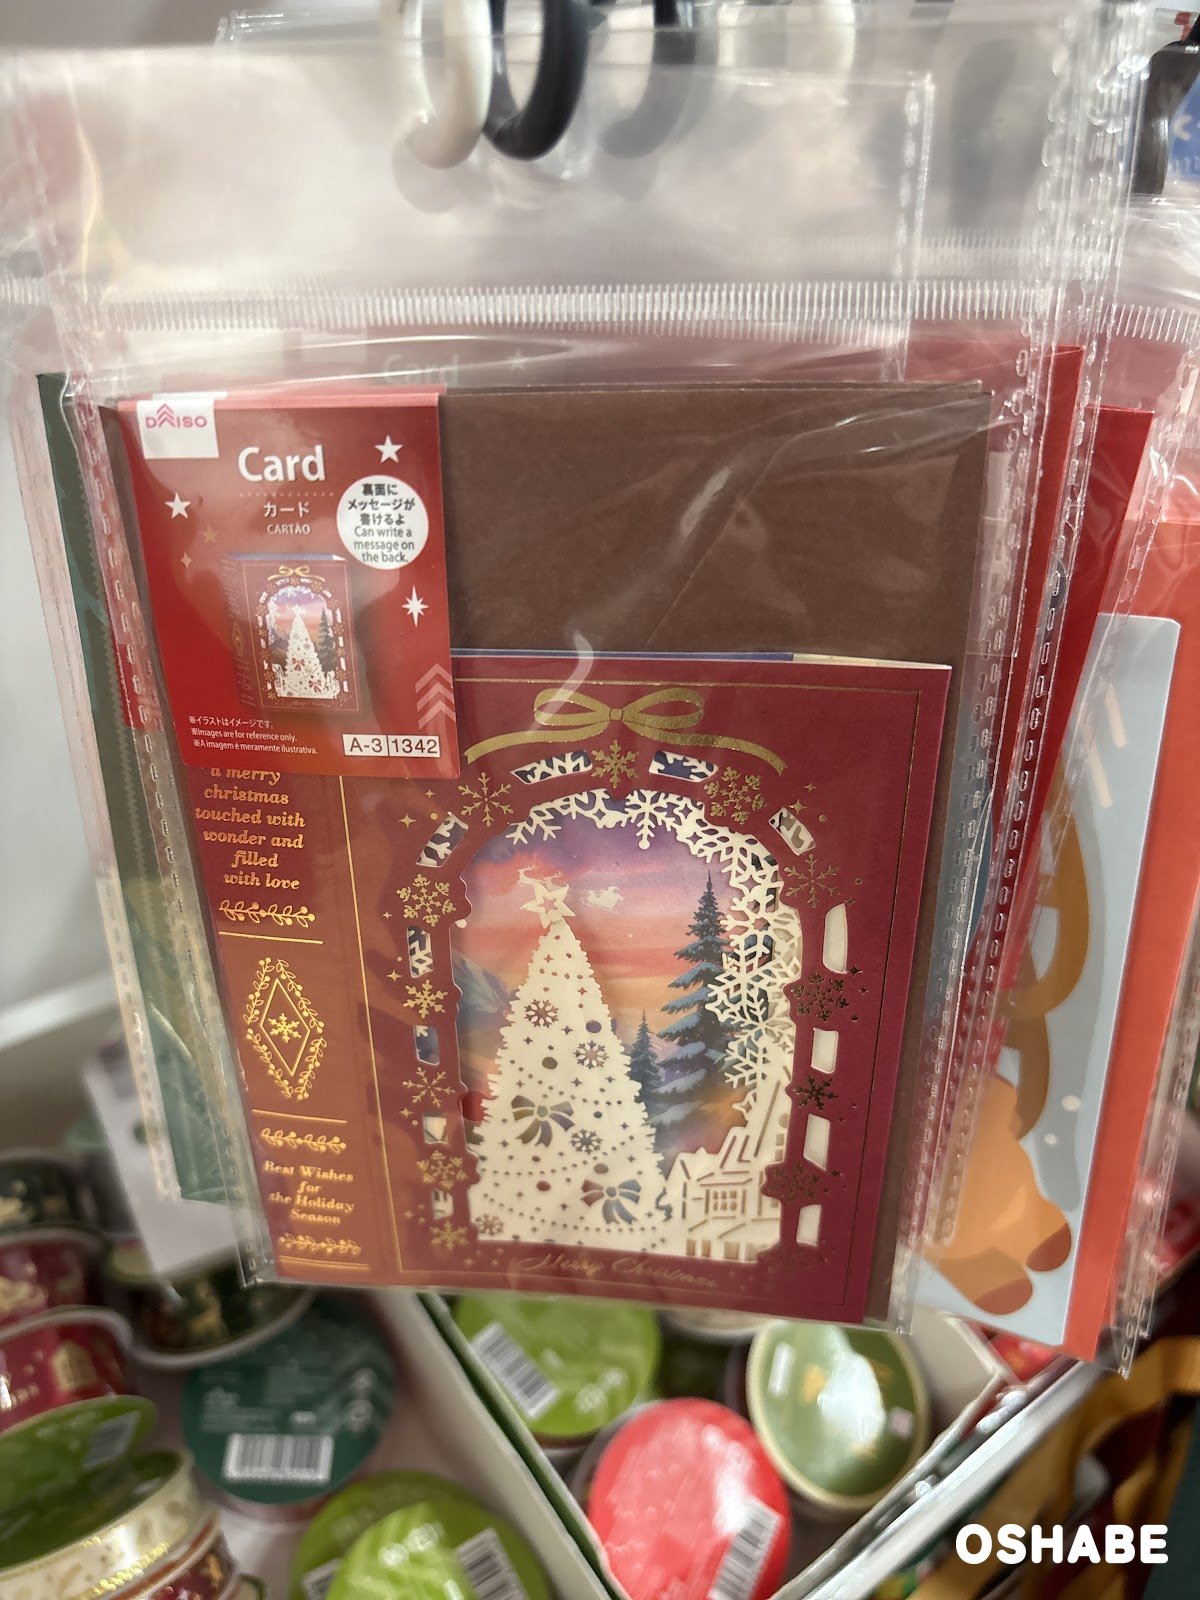 DAISO
Card
カード
CARTÃO
裏面に
メッセージが
書けるよ
Can write a
message on
the back.
※イラストはイメージです。
※Images are for reference only.
※A imagem é meramente ilustrativa.
A-3 1342
a merry
christmas
touched with
wonder and
filled
with love
Best Wishes
for
the Holiday
Season
Merry Christmas
OSHABE